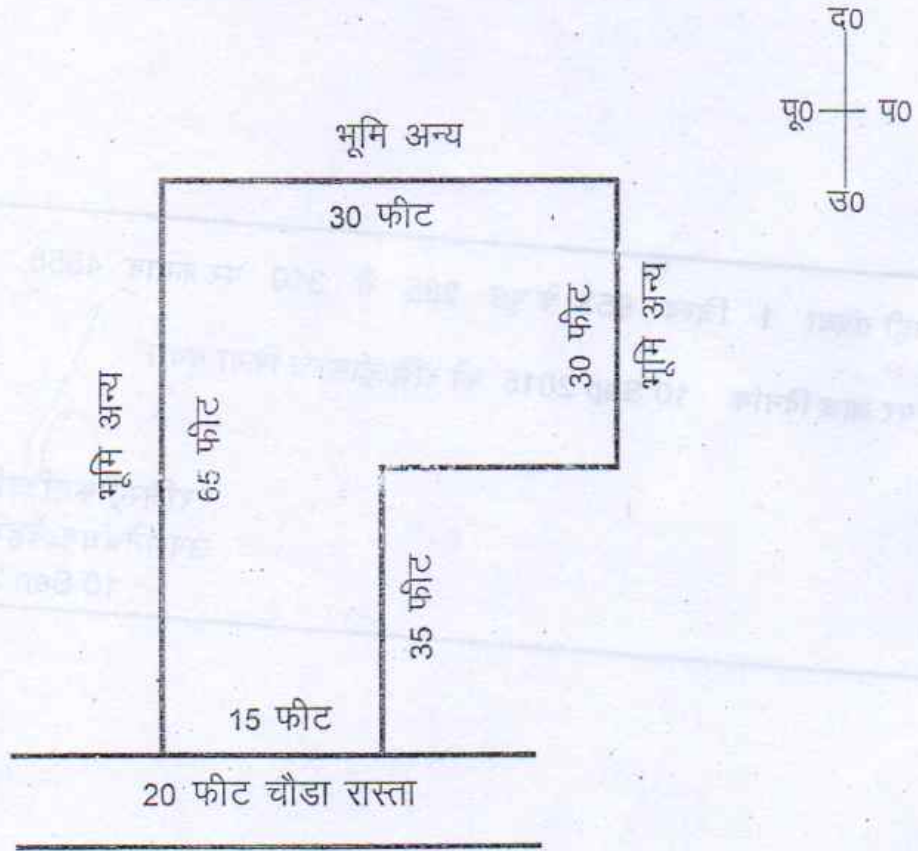 द0
पू0 प0
उ0
भूमि अन्य
30 फीट
30 फीट
भूमि अन्य
भूमि अन्य
65 फीट
35 फीट
15 फीट
20 फीट चौडा रास्ता